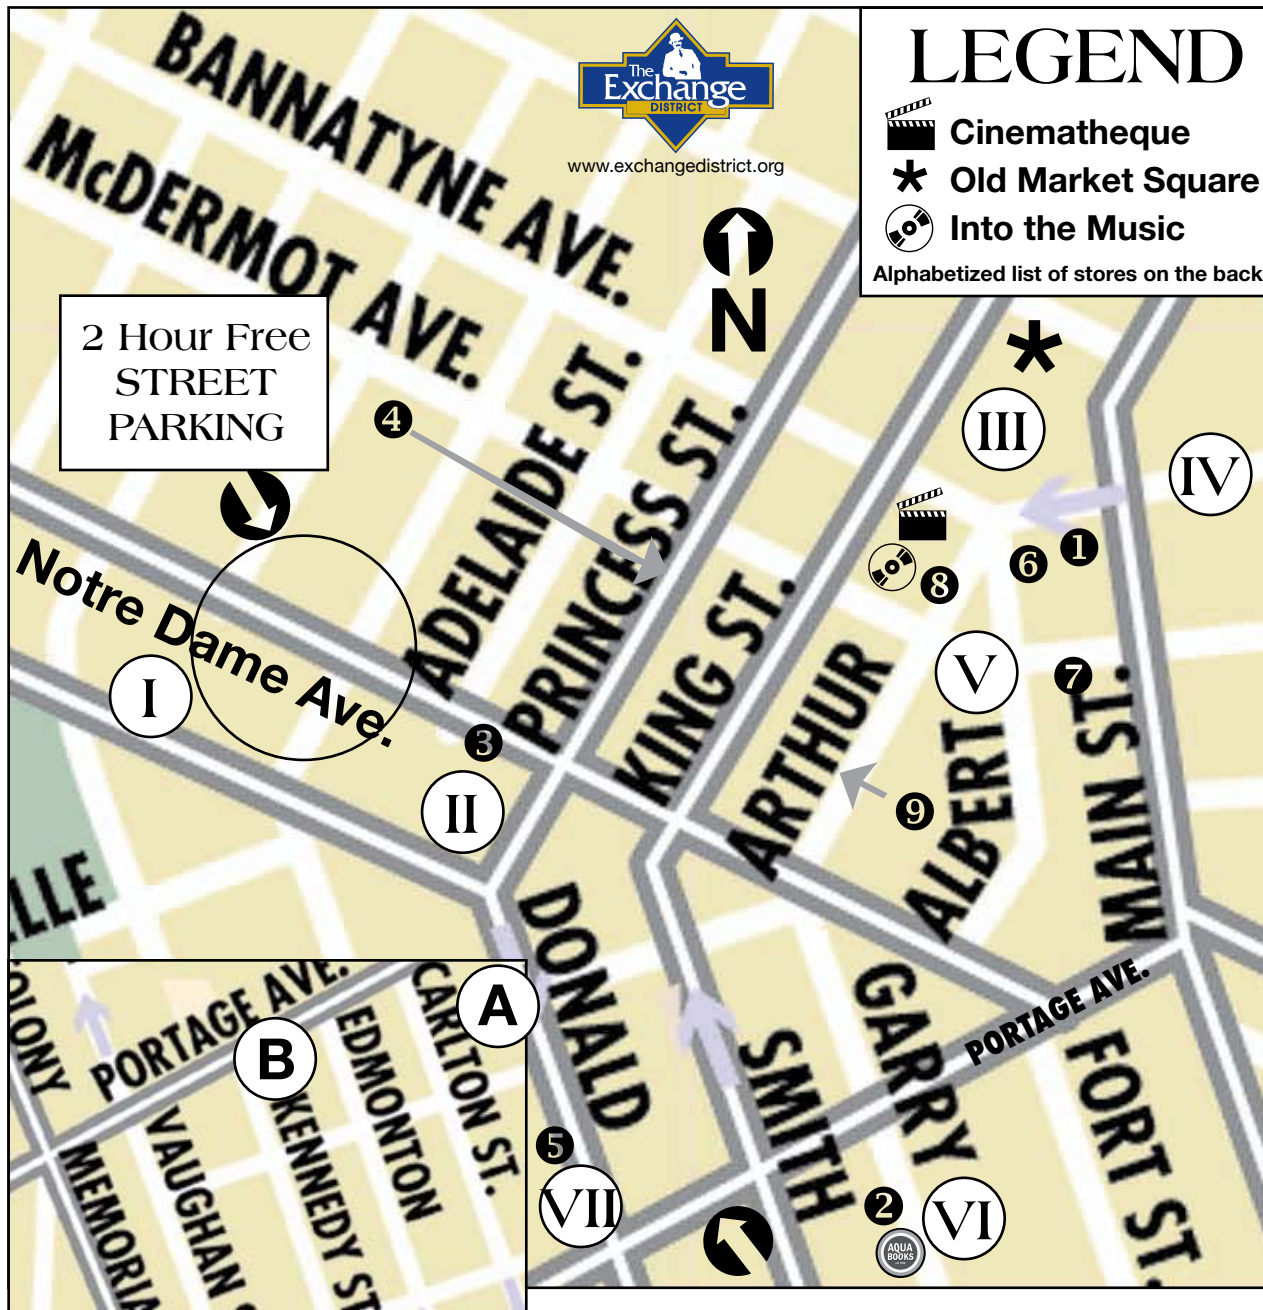 BANNATYNE AVE.
McDERMOT AVE.
The
Exchange
DISTRICT
www.exchangedistrict.org
N
LEGEND
Cinematheque
Old Market Square
Into the Music
Alphabetized list of stores on the back
2 Hour Free
STREET
PARKING
4
ADELAIDE ST.
PRINCESS ST.
KING ST.
ARTHUR
ALBERT
MAIN ST.
III
IV
6
1
8
V
7
9
Notre Dame Ave.
I
3
II
LLE
DONALD
SMITH
GARRY
PORTAGE AVE.
FORT ST.
5
VII
2
VI
AQUA
BOOKS
OLONY
PORTAGE AVE.
CARLTON ST.
A
B
EDMONTON
KENNEDY ST
VAUGHAN S
MEMORIA